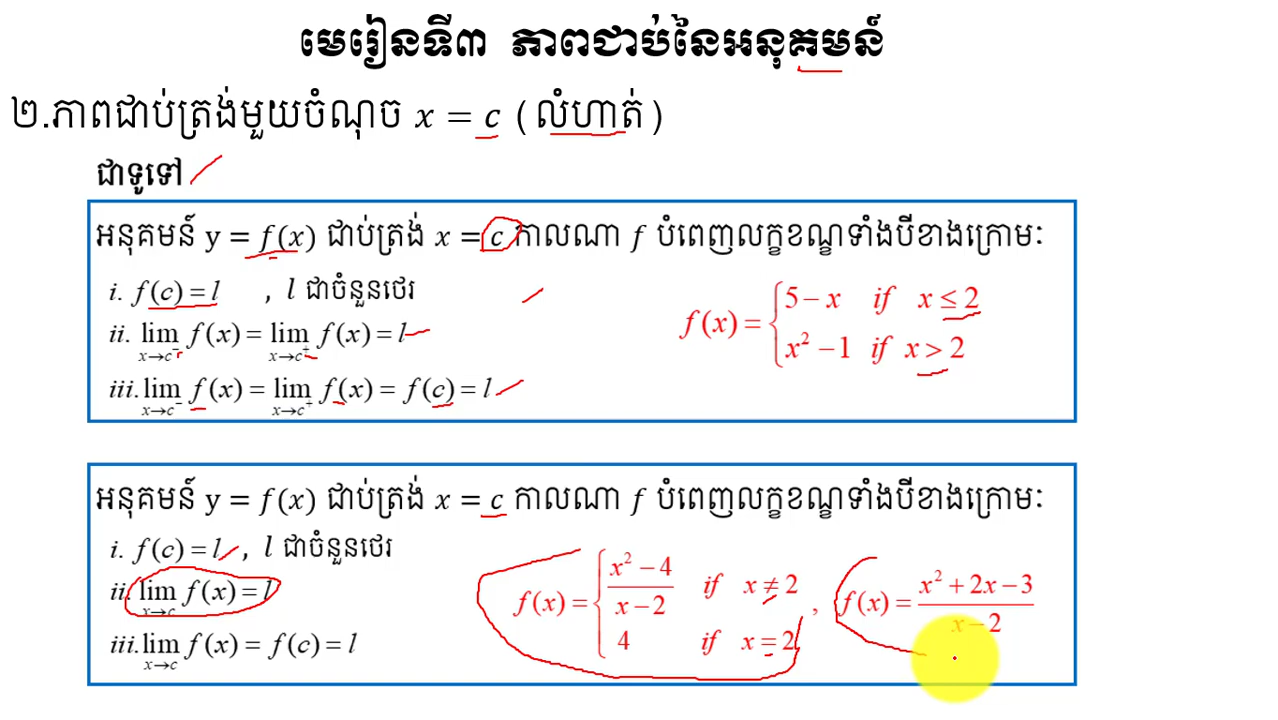 មេរៀនទី៣ ភាពជាប់នៃអនុគមន៍
២.ភាពជាប់ត្រង់មួយចំណុច x = c (លំហាត់)
ជាទូទៅ
អនុគមន៍ y = f(x) ជាប់ត្រង់ x = c កាលណា f បំពេញលក្ខខណ្ឌទាំងបីខាងក្រោមៈ
i. f(c) = l , l ជាចំនួនថេរ
ii. lim x→c⁻ f(x) = lim x→c⁺ f(x) = l
iii. lim x→c⁻ f(x) = lim x→c⁺ f(x) = f(c) = l
f(x) = { 5 − x if x ≤ 2
x² − 1 if x > 2
អនុគមន៍ y = f(x) ជាប់ត្រង់ x = c កាលណា f បំពេញលក្ខខណ្ឌទាំងបីខាងក្រោមៈ
i. f(c) = l , l ជាចំនួនថេរ
ii. lim x→c f(x) = l
iii. lim x→c f(x) = f(c) = l
f(x) = { (x² − 4)/(x − 2) if x ≠ 2
4 if x = 2 ,
f(x) = (x² + 2x − 3)/(x − 2)